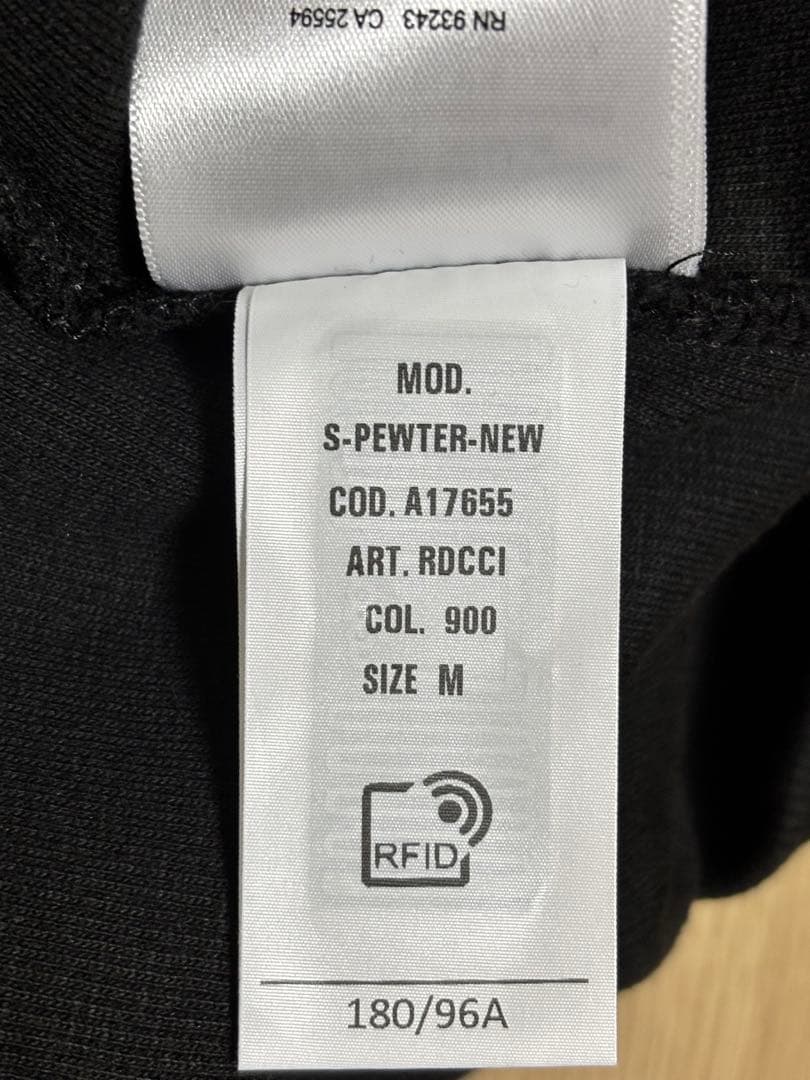 RN 93243 CA 25594
MOD.
S-PEWTER-NEW
COD. A17655
ART. RDCCI
COL. 900
SIZE M
RFID
180/96A